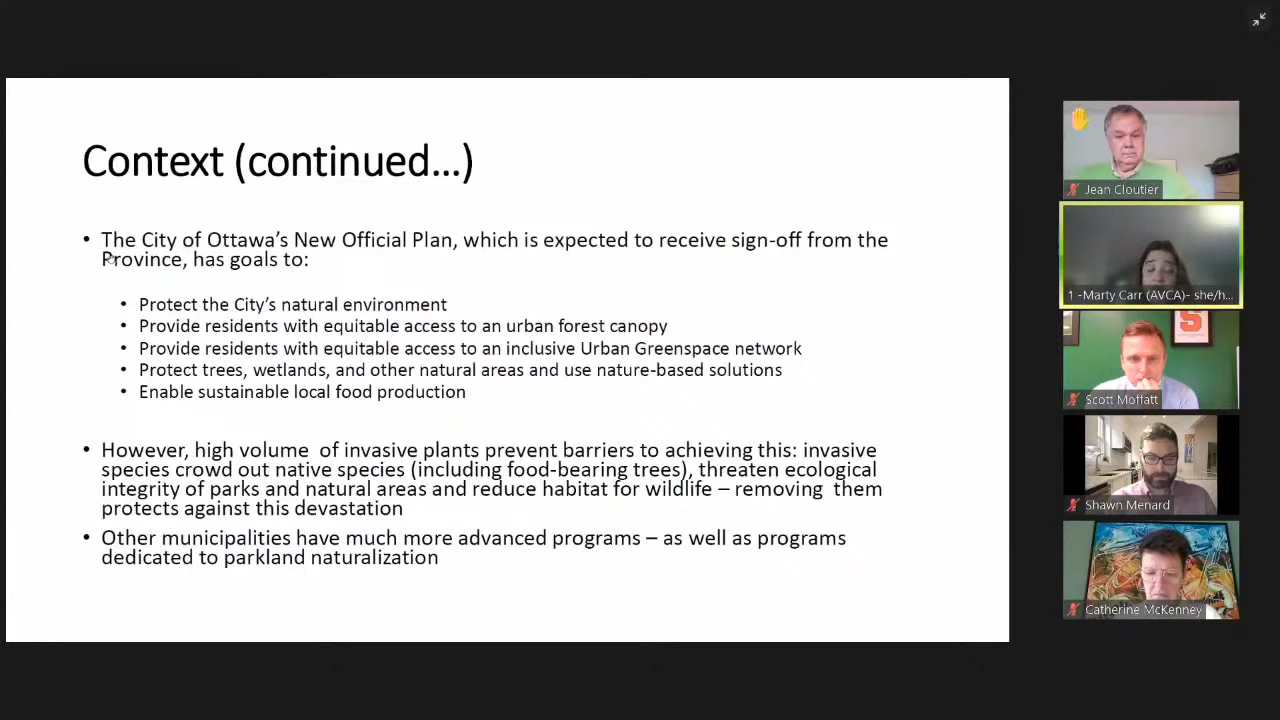 Context (continued...)
• The City of Ottawa's New Official Plan, which is expected to receive sign-off from the
Province, has goals to:
• Protect the City's natural environment
• Provide residents with equitable access to an urban forest canopy
• Provide residents with equitable access to an inclusive Urban Greenspace network
• Protect trees, wetlands, and other natural areas and use nature-based solutions
• Enable sustainable local food production
• However, high volume of invasive plants prevent barriers to achieving this: invasive
species crowd out native species (including food-bearing trees), threaten ecological
integrity of parks and natural areas and reduce habitat for wildlife – removing them
protects against this devastation
• Other municipalities have much more advanced programs – as well as programs
dedicated to parkland naturalization
Jean Cloutier
1 -Marty Carr (AVCA)- she/h...
S
Scott Moffatt
Shawn Menard
Catherine McKenney